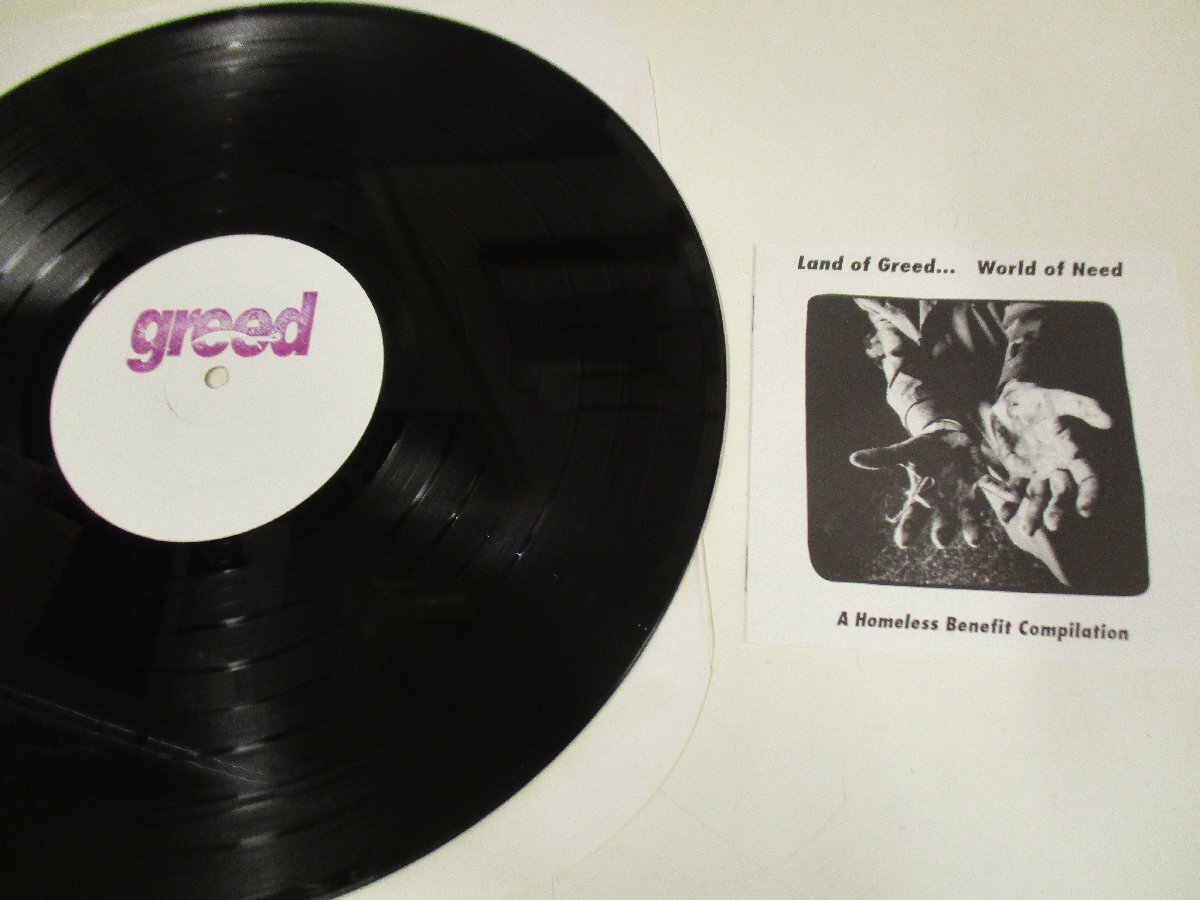 greed
Land of Greed... World of Need
A Homeless Benefit Compilation